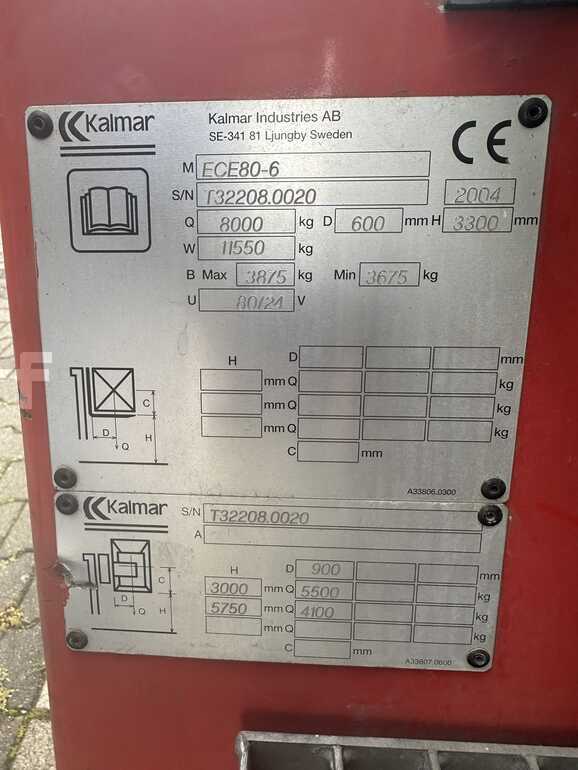 Kalmar
Kalmar Industries AB
SE-341 81 Ljungby Sweden
CE
M ECE80-6
S/N T32208.0020 2004
Q 8000 kg D 600 mm H 3300 mm
W 11550 kg
B Max 3875 kg Min 3675 kg
U 80/24 V
H D mm
mm Q kg
mm Q kg
mm Q kg
C mm
C
D H
Q
A33806.0300
Kalmar
S/N T32208.0020
A
H D 900 mm
3000 mm Q 5500 kg
5750 mm Q 4100 kg
mm Q kg
C mm
C
D H
Q
A33807.0600
F